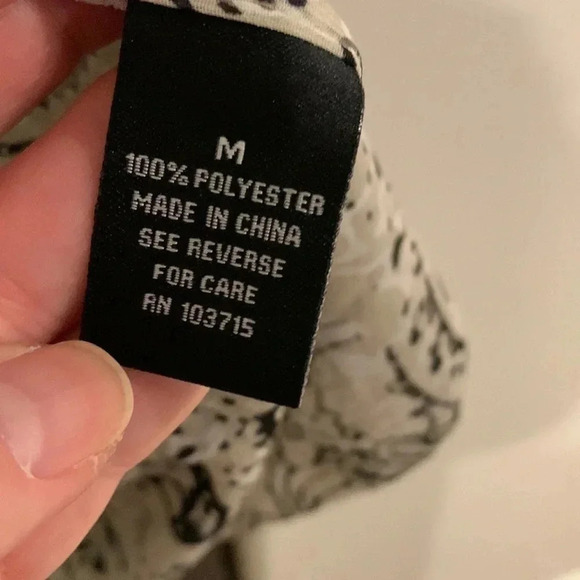 M
100% POLYESTER
MADE IN CHINA
SEE REVERSE
FOR CARE
RN 103715